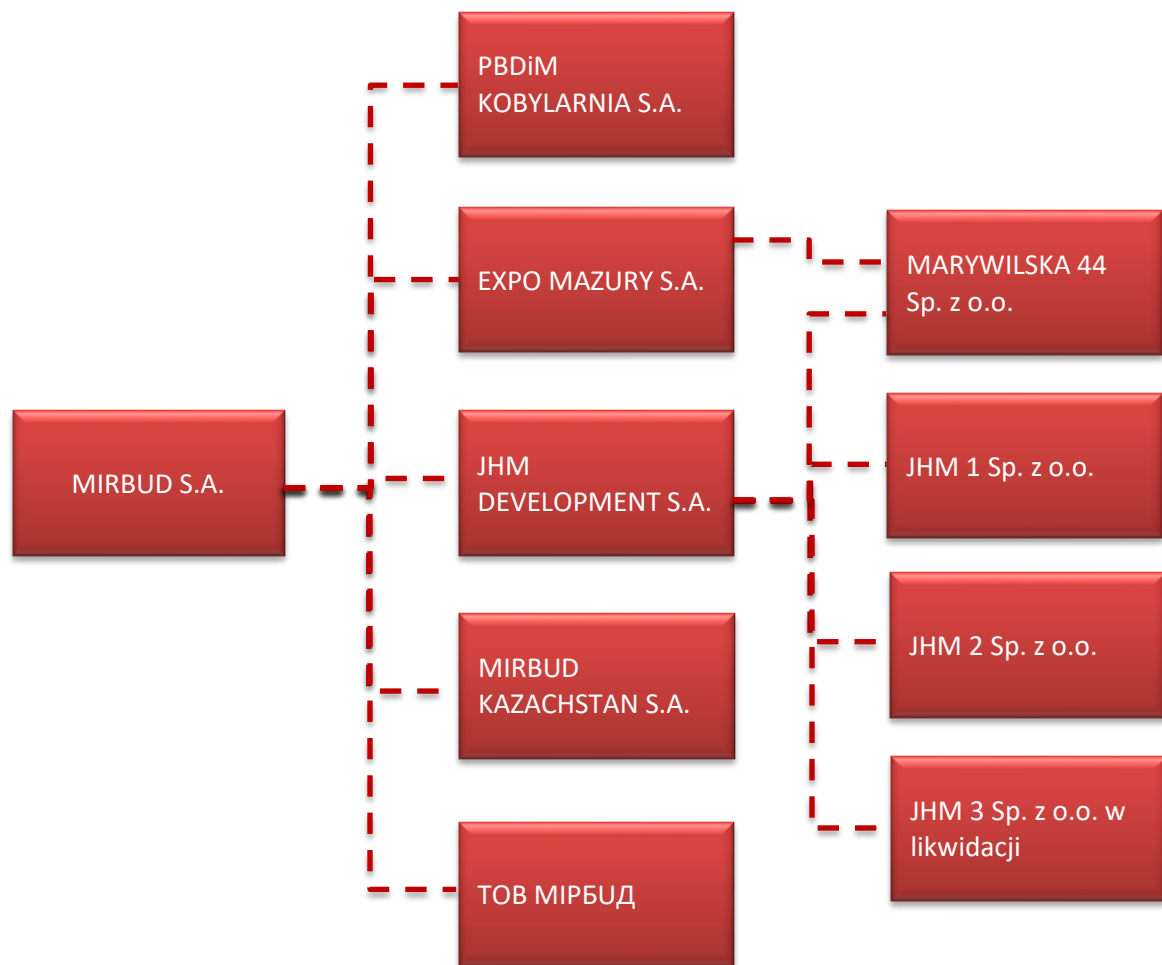 PBDiM
KOBYLARNIA S.A.
EXPO MAZURY S.A.
MARYWILSKA 44
Sp. z o.o.
MIRBUD S.A.
JHM
DEVELOPMENT S.A.
JHM 1 Sp. z o.o.
MIRBUD
KAZACHSTAN S.A.
JHM 2 Sp. z o.o.
JHM 3 Sp. z o.o. w
likwidacji
ТОВ МІРБUД